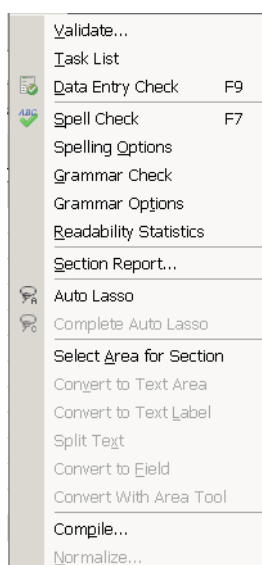 Validate...
Task List
Data Entry Check F9
ABC
Spell Check F7
Spelling Options
Grammar Check
Grammar Options
Readability Statistics
Section Report...
A
Auto Lasso
C
Complete Auto Lasso
Select Area for Section
Convert to Text Area
Convert to Text Label
Split Text
Convert to Field
Convert With Area Tool
Compile...
Normalize...